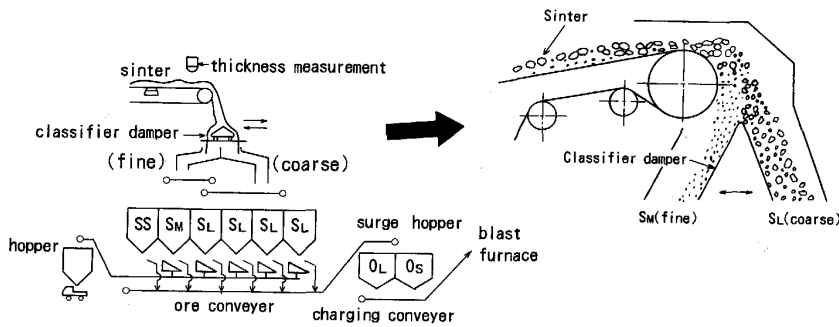 sinter
thickness measurement
classifier damper
(fine)
(coarse)
hopper
SS
SM
SL
SL
SL
SL
surge hopper
OL
OS
blast
furnace
ore conveyer
charging conveyer
Sinter
Classifier damper
SM(fine)
SL(coarse)